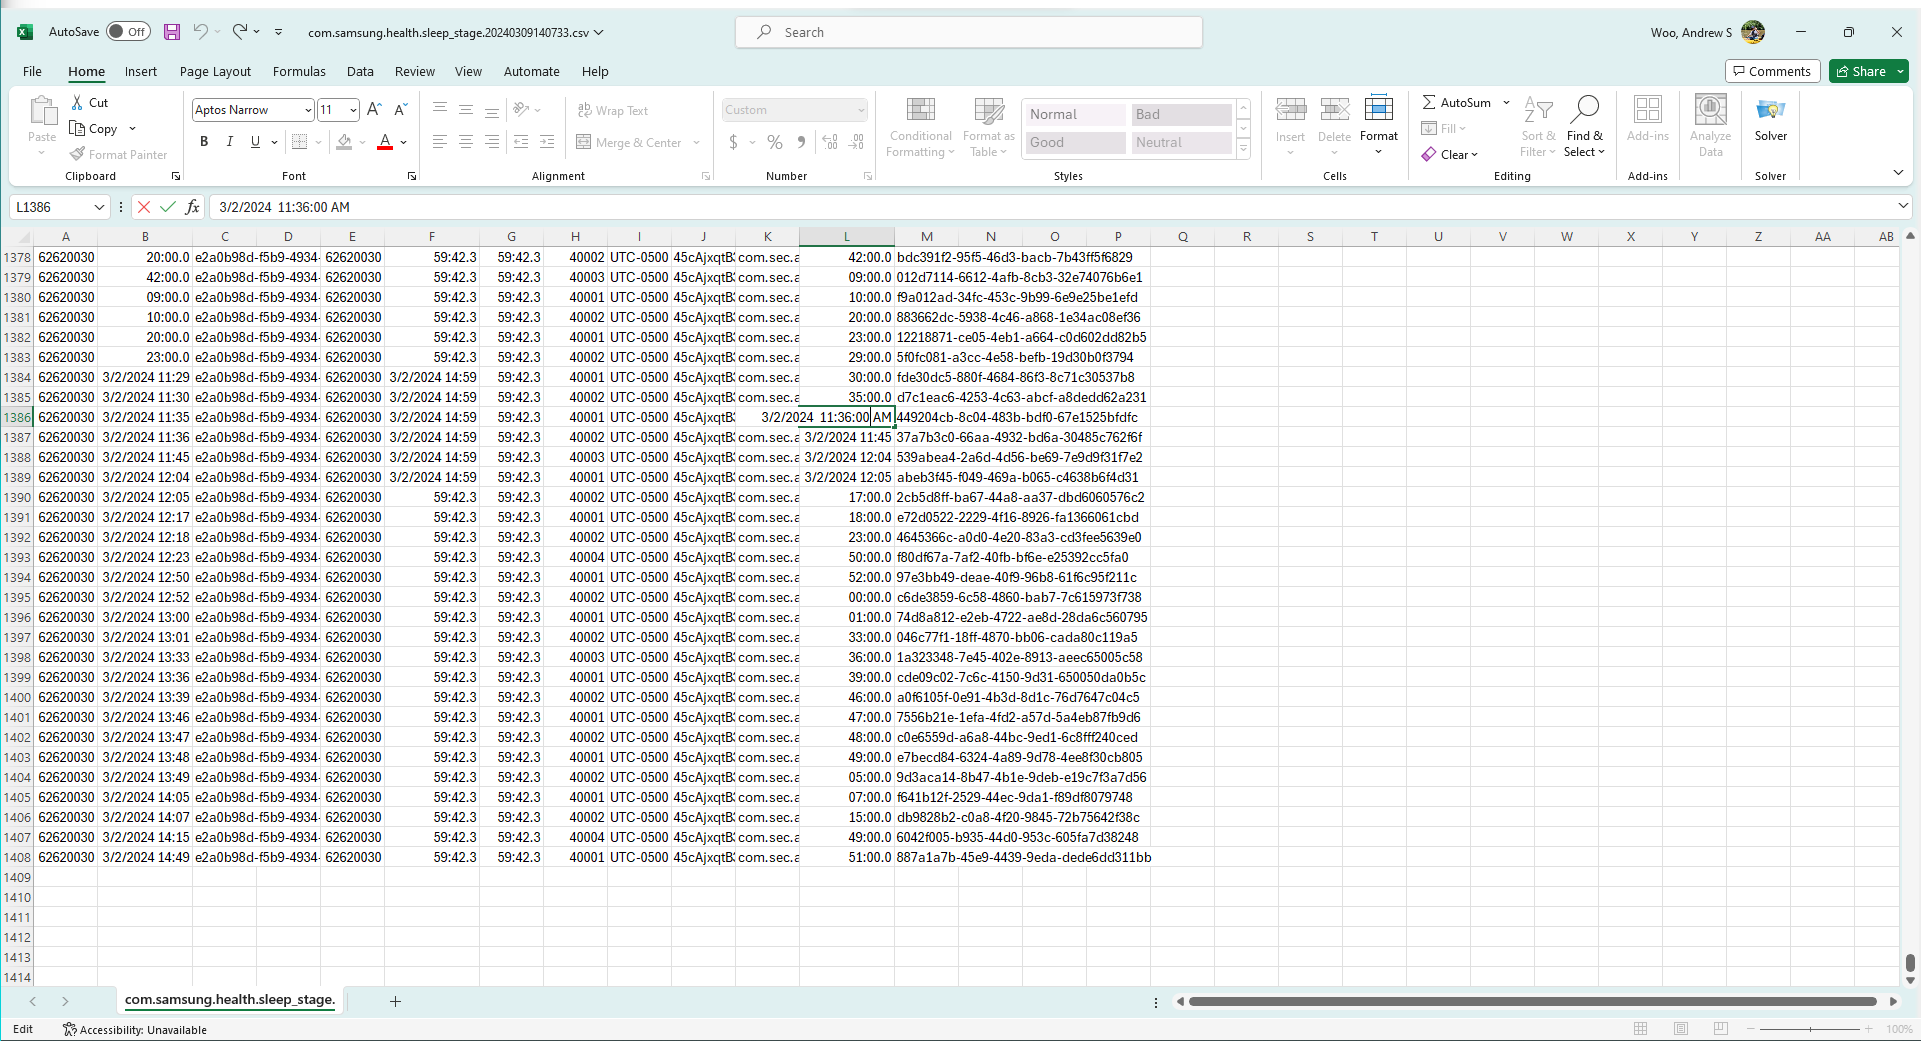 AutoSave Off com.samsung.health.sleep_stage.20240309140733.csv Search Woo, Andrew S
File Home Insert Page Layout Formulas Data Review View Automate Help Comments Share
Paste Cut Copy Format Painter Clipboard
Aptos Narrow 11 B I U A Font
Wrap Text Merge & Center Alignment
Custom $ % 9 Number
Conditional Formatting Format as Table Normal Bad Good Neutral Styles
Insert Delete Format Cells
AutoSum Fill Clear Sort & Filter Find & Select Editing
Add-ins Add-ins
Analyze Data
Solver Solver
L1386 fx 3/2/2024 11:36:00 AM
A B C D E F G H I J K L M N O P Q R S T U V W X Y Z AA AB
1378 62620030 20:00.0 e2a0b98d-f5b9-4934- 62620030 59:42.3 59:42.3 40002 UTC-0500 45cAjxqtB com.sec.a 42:00.0 bdc391f2-95f5-46d3-bacb-7b43ff5f6829
1379 62620030 42:00.0 e2a0b98d-f5b9-4934- 62620030 59:42.3 59:42.3 40003 UTC-0500 45cAjxqtB com.sec.a 09:00.0 012d7114-6612-4afb-8cb3-32e74076b6e1
1380 62620030 09:00.0 e2a0b98d-f5b9-4934- 62620030 59:42.3 59:42.3 40001 UTC-0500 45cAjxqtB com.sec.a 10:00.0 f9a012ad-34fc-453c-9b99-6e9e25be1efd
1381 62620030 10:00.0 e2a0b98d-f5b9-4934- 62620030 59:42.3 59:42.3 40002 UTC-0500 45cAjxqtB com.sec.a 20:00.0 883662dc-5938-4c46-a868-1e34ac08ef36
1382 62620030 20:00.0 e2a0b98d-f5b9-4934- 62620030 59:42.3 59:42.3 40001 UTC-0500 45cAjxqtB com.sec.a 23:00.0 12218871-ce05-4eb1-a664-c0d602dd82b5
1383 62620030 23:00.0 e2a0b98d-f5b9-4934- 62620030 59:42.3 59:42.3 40002 UTC-0500 45cAjxqtB com.sec.a 29:00.0 5f0fc081-a3cc-4e58-befb-19d30b0f3794
1384 62620030 3/2/2024 11:29 e2a0b98d-f5b9-4934- 62620030 3/2/2024 14:59 59:42.3 40001 UTC-0500 45cAjxqtB com.sec.a 30:00.0 fde30dc5-880f-4684-86f3-8c71c30537b8
1385 62620030 3/2/2024 11:30 e2a0b98d-f5b9-4934- 62620030 3/2/2024 14:59 59:42.3 40002 UTC-0500 45cAjxqtB com.sec.a 35:00.0 d7c1eac6-4253-4c63-abcf-a8dedd62a231
1386 62620030 3/2/2024 11:35 e2a0b98d-f5b9-4934- 62620030 3/2/2024 14:59 59:42.3 40001 UTC-0500 45cAjxqtB 3/2/2024 11:36:00 AM 449204cb-8c04-483b-bdf0-67e1525bfdfc
1387 62620030 3/2/2024 11:36 e2a0b98d-f5b9-4934- 62620030 3/2/2024 14:59 59:42.3 40002 UTC-0500 45cAjxqtB com.sec.a 3/2/2024 11:45 37a7b3c0-66aa-4932-bd6a-30485c762f6f
1388 62620030 3/2/2024 11:45 e2a0b98d-f5b9-4934- 62620030 3/2/2024 14:59 59:42.3 40003 UTC-0500 45cAjxqtB com.sec.a 3/2/2024 12:04 539abea4-2a6d-4d56-be69-7e9d9f31f7e2
1389 62620030 3/2/2024 12:04 e2a0b98d-f5b9-4934- 62620030 3/2/2024 14:59 59:42.3 40001 UTC-0500 45cAjxqtB com.sec.a 3/2/2024 12:05 abeb3f45-f049-469a-b065-c4638b6f4d31
1390 62620030 3/2/2024 12:05 e2a0b98d-f5b9-4934- 62620030 59:42.3 59:42.3 40002 UTC-0500 45cAjxqtB com.sec.a 17:00.0 2cb5d8ff-ba67-44a8-aa37-dbd6060576c2
1391 62620030 3/2/2024 12:17 e2a0b98d-f5b9-4934- 62620030 59:42.3 59:42.3 40001 UTC-0500 45cAjxqtB com.sec.a 18:00.0 e72d0522-2229-4f16-8926-fa1366061cbd
1392 62620030 3/2/2024 12:18 e2a0b98d-f5b9-4934- 62620030 59:42.3 59:42.3 40002 UTC-0500 45cAjxqtB com.sec.a 23:00.0 4645366c-a0d0-4e20-83a3-cd3fee5639e0
1393 62620030 3/2/2024 12:23 e2a0b98d-f5b9-4934- 62620030 59:42.3 59:42.3 40004 UTC-0500 45cAjxqtB com.sec.a 50:00.0 f80df67a-7af2-40fb-bf6e-e25392cc5fa0
1394 62620030 3/2/2024 12:50 e2a0b98d-f5b9-4934- 62620030 59:42.3 59:42.3 40001 UTC-0500 45cAjxqtB com.sec.a 52:00.0 97e3bb49-deae-40f9-96b8-61f6c95f211c
1395 62620030 3/2/2024 12:52 e2a0b98d-f5b9-4934- 62620030 59:42.3 59:42.3 40002 UTC-0500 45cAjxqtB com.sec.a 00:00.0 c6de3859-6c58-4860-bab7-7c615973f738
1396 62620030 3/2/2024 13:00 e2a0b98d-f5b9-4934- 62620030 59:42.3 59:42.3 40001 UTC-0500 45cAjxqtB com.sec.a 01:00.0 74d8a812-e2eb-4722-ae8d-28da6c560795
1397 62620030 3/2/2024 13:01 e2a0b98d-f5b9-4934- 62620030 59:42.3 59:42.3 40002 UTC-0500 45cAjxqtB com.sec.a 33:00.0 046c77f1-18ff-4870-bb06-cada80c119a5
1398 62620030 3/2/2024 13:33 e2a0b98d-f5b9-4934- 62620030 59:42.3 59:42.3 40003 UTC-0500 45cAjxqtB com.sec.a 36:00.0 1a323348-7e45-402e-8913-aeec65005c58
1399 62620030 3/2/2024 13:36 e2a0b98d-f5b9-4934- 62620030 59:42.3 59:42.3 40001 UTC-0500 45cAjxqtB com.sec.a 39:00.0 cde09c02-7c6c-4150-9d31-650050da0b5c
1400 62620030 3/2/2024 13:39 e2a0b98d-f5b9-4934- 62620030 59:42.3 59:42.3 40002 UTC-0500 45cAjxqtB com.sec.a 46:00.0 a0f6105f-0e91-4b3d-8d1c-76d7647c04c5
1401 62620030 3/2/2024 13:46 e2a0b98d-f5b9-4934- 62620030 59:42.3 59:42.3 40001 UTC-0500 45cAjxqtB com.sec.a 47:00.0 7556b21e-1efa-4fd2-a57d-5a4eb87fb9d6
1402 62620030 3/2/2024 13:47 e2a0b98d-f5b9-4934- 62620030 59:42.3 59:42.3 40002 UTC-0500 45cAjxqtB com.sec.a 48:00.0 c0e6559d-a6a8-44bc-9ed1-6c8fff240ced
1403 62620030 3/2/2024 13:48 e2a0b98d-f5b9-4934- 62620030 59:42.3 59:42.3 40001 UTC-0500 45cAjxqtB com.sec.a 49:00.0 e7becd84-6324-4a89-9d78-4ee8f30cb805
1404 62620030 3/2/2024 13:49 e2a0b98d-f5b9-4934- 62620030 59:42.3 59:42.3 40002 UTC-0500 45cAjxqtB com.sec.a 05:00.0 9d3aca14-8b47-4b1e-9deb-e19c7f3a7d56
1405 62620030 3/2/2024 14:05 e2a0b98d-f5b9-4934- 62620030 59:42.3 59:42.3 40001 UTC-0500 45cAjxqtB com.sec.a 07:00.0 f641b12f-2529-44ec-9da1-f89df8079748
1406 62620030 3/2/2024 14:07 e2a0b98d-f5b9-4934- 62620030 59:42.3 59:42.3 40002 UTC-0500 45cAjxqtB com.sec.a 15:00.0 db9828b2-c0a8-4f20-9845-72b75642f38c
1407 62620030 3/2/2024 14:15 e2a0b98d-f5b9-4934- 62620030 59:42.3 59:42.3 40004 UTC-0500 45cAjxqtB com.sec.a 49:00.0 6042f005-b935-44d0-953c-605fa7d38248
1408 62620030 3/2/2024 14:49 e2a0b98d-f5b9-4934- 62620030 59:42.3 59:42.3 40001 UTC-0500 45cAjxqtB com.sec.a 51:00.0 887a1a7b-45e9-4439-9eda-dede6dd311bb
1409
1410
1411
1412
1413
1414
com.samsung.health.sleep_stage.
Edit Accessibility: Unavailable 100%